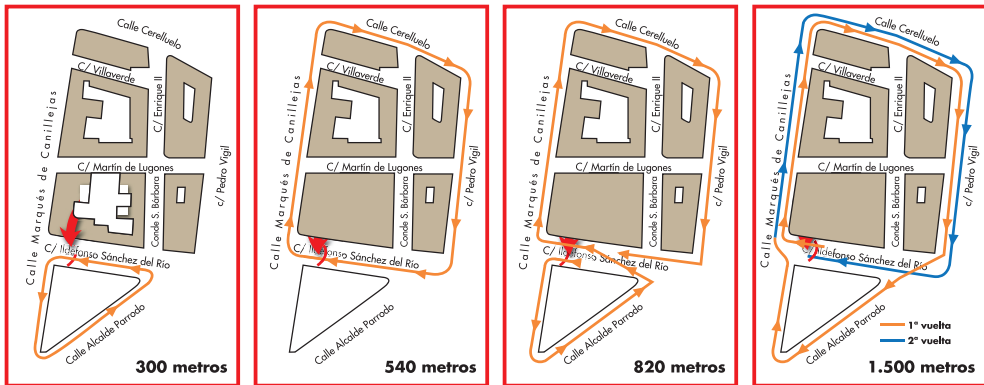 Calle Cerelluelo
C/ Villaverde
C/ Enrique II
Calle Marqués de Canillejas
C/ Martín de Lugones
Conde S. Bárbara
c/ Pedro Vigil
C/ Ildefonso Sánchez del Río
Calle Alcalde Parrodo
300 metros
Calle Cerelluelo
C/ Villaverde
C/ Enrique II
Calle Marqués de Canillejas
C/ Martín de Lugones
Conde S. Bárbara
c/ Pedro Vigil
C/ Ildefonso Sánchez del Río
Calle Alcalde Parrodo
540 metros
Calle Cerelluelo
C/ Villaverde
C/ Enrique II
Calle Marqués de Canillejas
C/ Martín de Lugones
Conde S. Bárbara
c/ Pedro Vigil
C/ Ildefonso Sánchez del Río
Calle Alcalde Parrodo
820 metros
Calle Cerelluelo
C/ Villaverde
C/ Enrique II
Calle Marqués de Canillejas
C/ Martín de Lugones
Conde S. Bárbara
c/ Pedro Vigil
C/ Ildefonso Sánchez del Río
Calle Alcalde Parrodo
1ª vuelta
2ª vuelta
1.500 metros